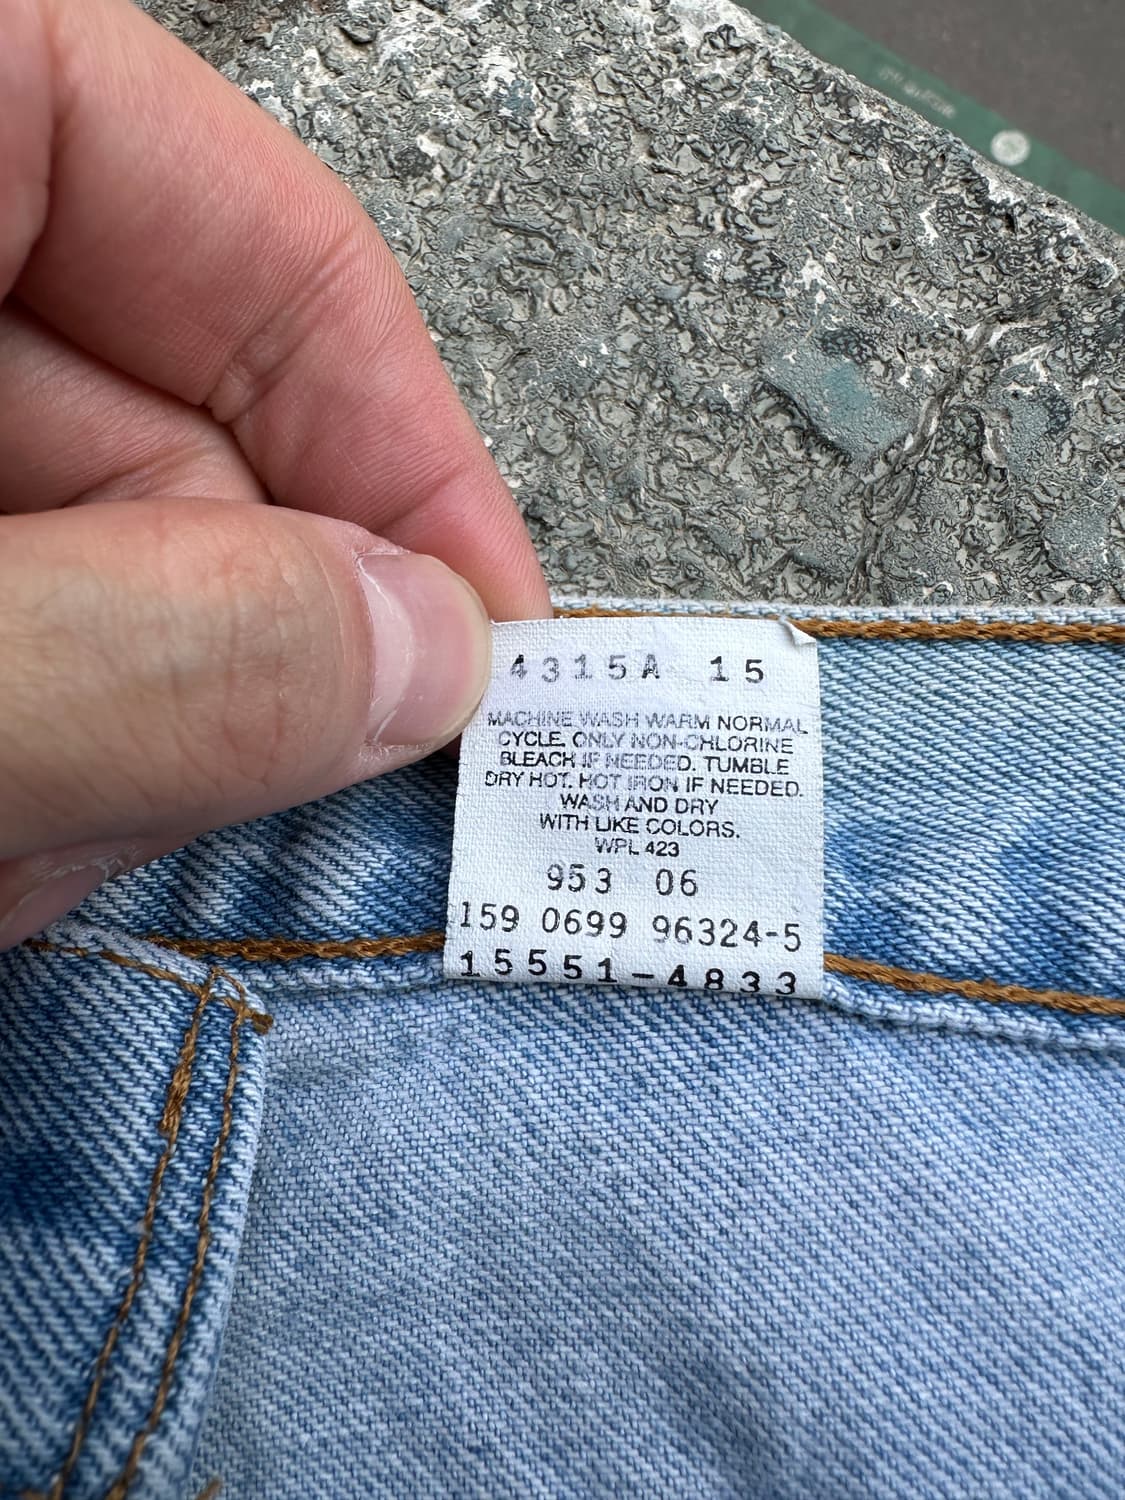 4315A 15
MACHINE WASH WARM NORMAL
CYCLE. ONLY NON-CHLORINE
BLEACH IF NEEDED. TUMBLE
DRY HOT. HOT IRON IF NEEDED.
WASH AND DRY
WITH LIKE COLORS.
WPL 423
953 06
159 0699 96324-5
15551-4833